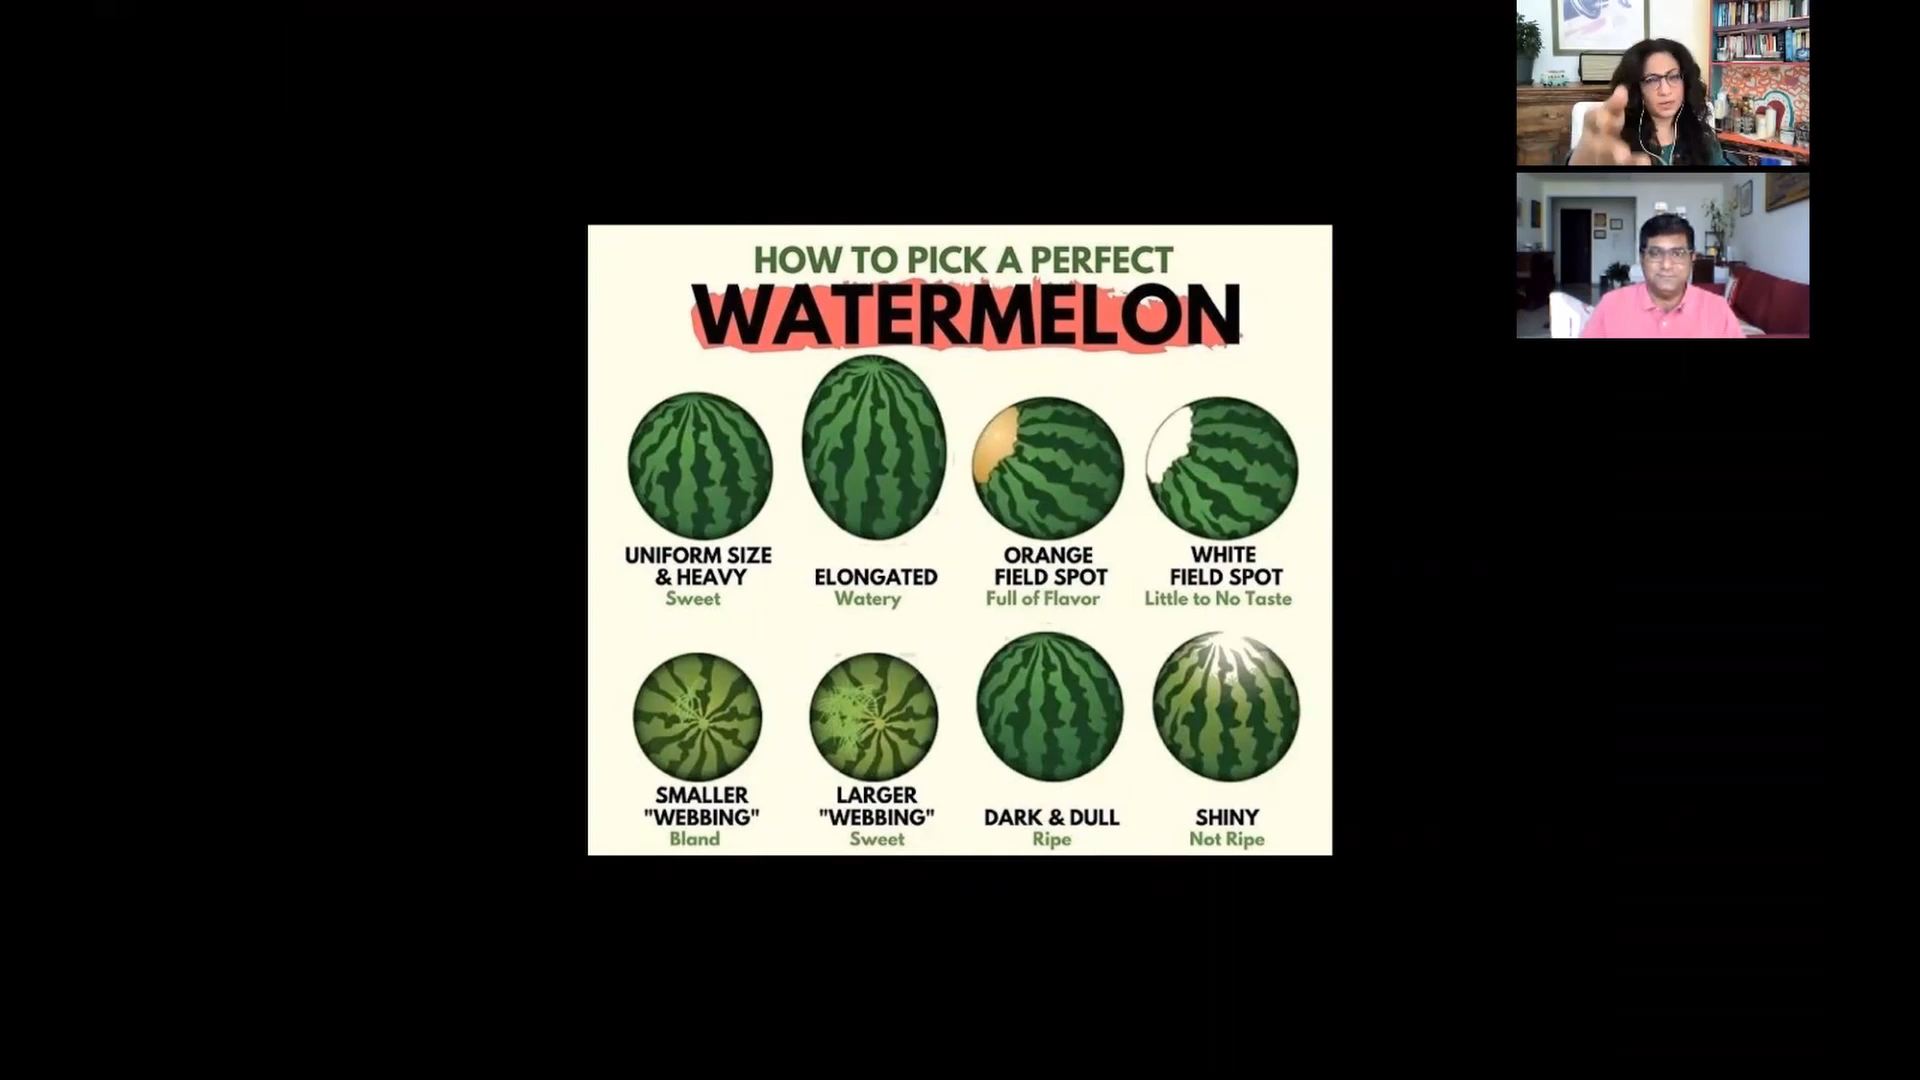 HOW TO PICK A PERFECT
WATERMELON
UNIFORM SIZE
& HEAVY
Sweet
ELONGATED
Watery
ORANGE
FIELD SPOT
Full of Flavor
WHITE
FIELD SPOT
Little to No Taste
SMALLER
"WEBBING"
Bland
LARGER
"WEBBING"
Sweet
DARK & DULL
Ripe
SHINY
Not Ripe